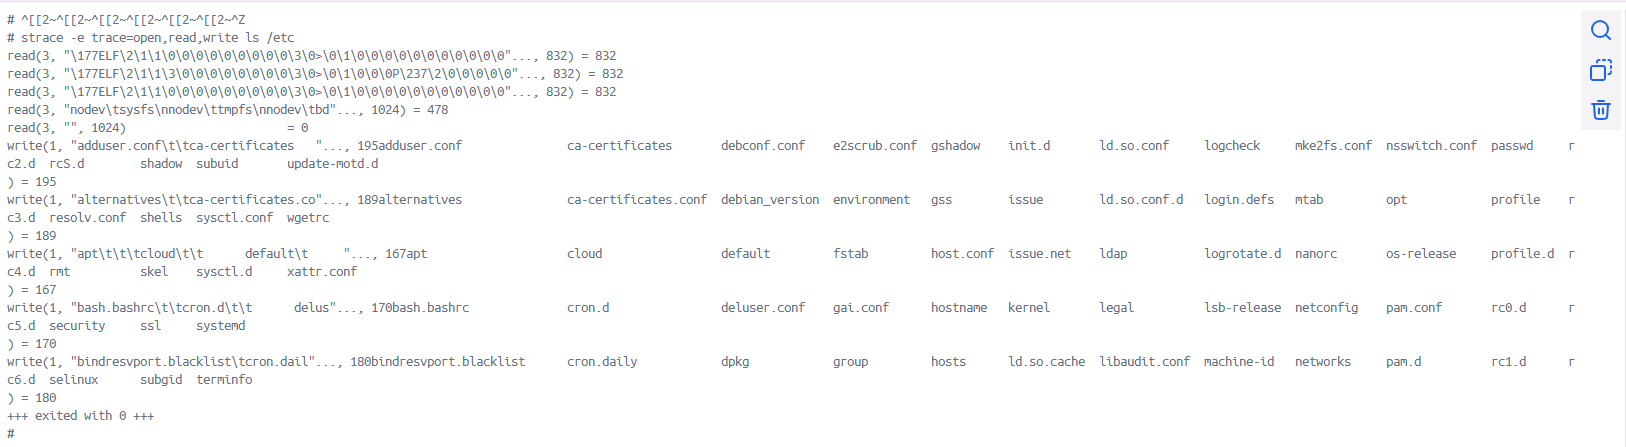 # ^[[2~^[[2~^[[2~^[[2~^[[2~^[[2~^Z
# strace -e trace=open,read,write ls /etc
read(3, "\177ELF\2\1\1\0\0\0\0\0\0\0\0\0\3\0>\0\1\0\0\0\0\0\0\0\0\0\0\0"..., 832) = 832
read(3, "\177ELF\2\1\1\3\0\0\0\0\0\0\0\0\3\0>\0\1\0\0\0P\237\2\0\0\0\0\0"..., 832) = 832
read(3, "\177ELF\2\1\1\0\0\0\0\0\0\0\0\0\3\0>\0\1\0\0\0\0\0\0\0\0\0\0\0"..., 832) = 832
read(3, "nodev\tsysfs\nnodev\ttmpfs\nnodev\tbd"..., 1024) = 478
read(3, "", 1024)                       = 0
write(1, "adduser.conf\t\tca-certificates   "..., 195adduser.conf               ca-certificates       debconf.conf    e2scrub.conf  gshadow    init.d       ld.so.conf     logcheck     mke2fs.conf  nsswitch.conf  passwd     r
c2.d  rcS.d        shadow  subuid       update-motd.d
) = 195
write(1, "alternatives\t\tca-certificates.co"..., 189alternatives               ca-certificates.conf  debian_version  environment   gss        issue        ld.so.conf.d   login.defs   mtab         opt            profile    r
c3.d  resolv.conf  shells  sysctl.conf  wgetrc
) = 189
write(1, "apt\t\t\t\tcloud\t\t      default\t     "..., 167apt                    cloud                 default         fstab         host.conf  issue.net    ldap           logrotate.d  nanorc       os-release     profile.d  r
c4.d  rmt          skel    sysctl.d     xattr.conf
) = 167
write(1, "bash.bashrc\t\tcron.d\t\t      delus"..., 170bash.bashrc              cron.d                deluser.conf    gai.conf      hostname   kernel       legal          lsb-release  netconfig    pam.conf       rc0.d      r
c5.d  security     ssl     systemd
) = 170
write(1, "bindresvport.blacklist\tcron.dail"..., 180bindresvport.blacklist      cron.daily            dpkg            group         hosts      ld.so.cache  libaudit.conf  machine-id   networks     pam.d          rc1.d      r
c6.d  selinux      subgid  terminfo
) = 180
+++ exited with 0 +++
#